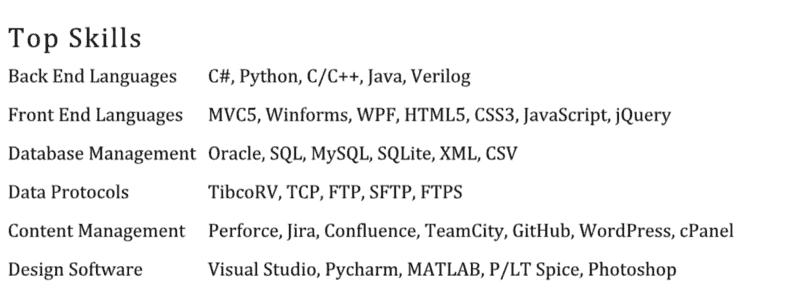 Top Skills
Back End Languages C#, Python, C/C++, Java, Verilog
Front End Languages MVC5, Winforms, WPF, HTML5, CSS3, JavaScript, jQuery
Database Management Oracle, SQL, MySQL, SQLite, XML, CSV
Data Protocols TibcoRV, TCP, FTP, SFTP, FTPS
Content Management Perforce, Jira, Confluence, TeamCity, GitHub, WordPress, cPanel
Design Software Visual Studio, Pycharm, MATLAB, P/LT Spice, Photoshop